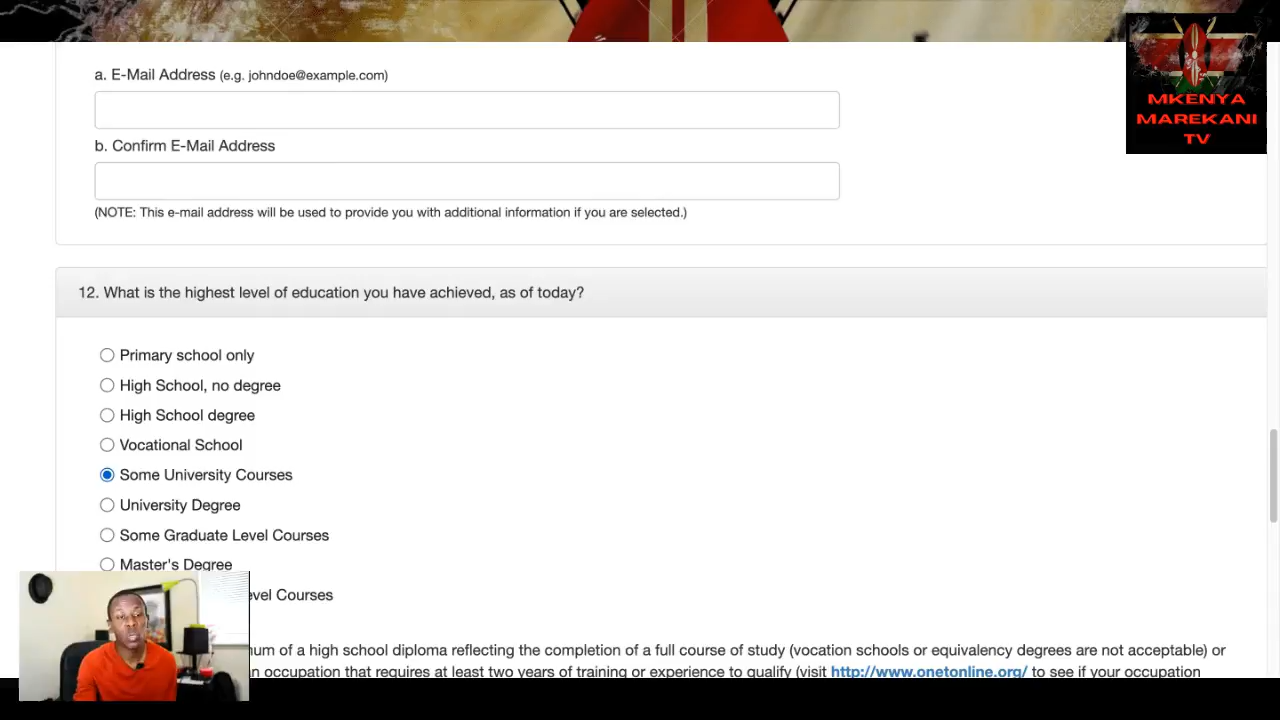 a. E-Mail Address (e.g. johndoe@example.com)
MKENYA
MAREKANI
TV
b. Confirm E-Mail Address
(NOTE: This e-mail address will be used to provide you with additional information if you are selected.)
12. What is the highest level of education you have achieved, as of today?
Primary school only
High School, no degree
High School degree
Vocational School
Some University Courses
University Degree
Some Graduate Level Courses
Master's Degree
Level Courses
of a high school diploma reflecting the completion of a full course of study (vocation schools or equivalency degrees are not acceptable) or
an occupation that requires at least two years of training or experience to qualify (visit http://www.onetonline.org/ to see if your occupation